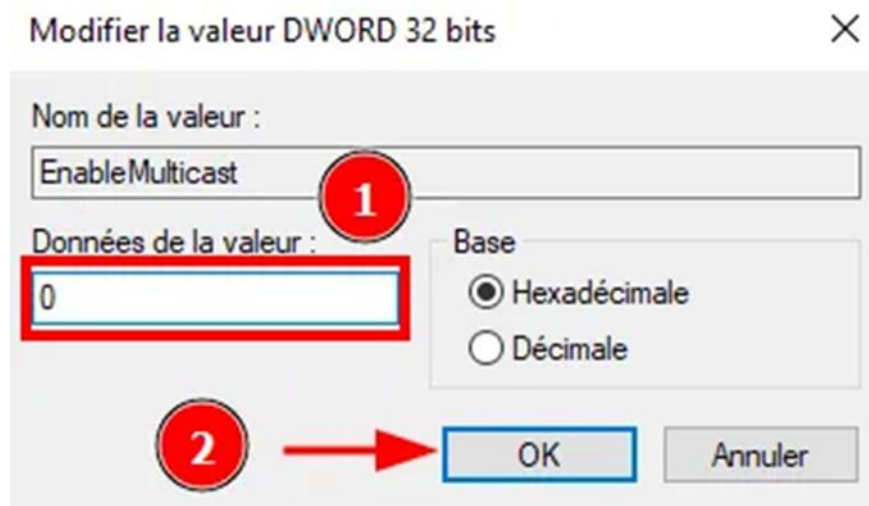 Modifier la valeur DWORD 32 bits
Nom de la valeur :
EnableMulticast
1
Données de la valeur :
Base
0
Hexadécimale
Décimale
2
OK
Annuler